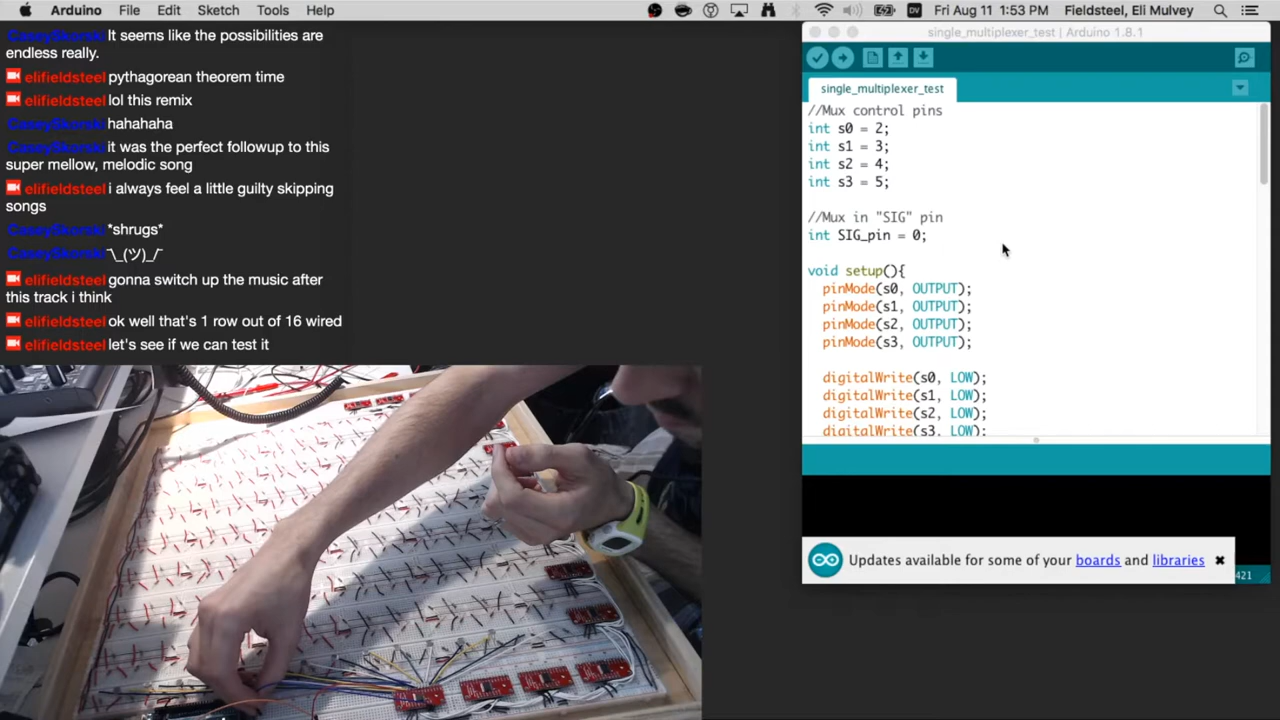 Arduino File Edit Sketch Tools Help
DV Fri Aug 11 1:53 PM Fieldsteel, Eli Mulvey
CaseySkorski It seems like the possibilities are
endless really.
elifieldsteel pythagorean theorem time
elifieldsteel lol this remix
CaseySkorski hahahaha
CaseySkorski it was the perfect followup to this
super mellow, melodic song
elifieldsteel i always feel a little guilty skipping
songs
CaseySkorski *shrugs*
CaseySkorski ¯\_(ツ)_/¯
elifieldsteel gonna switch up the music after
this track i think
elifieldsteel ok well that's 1 row out of 16 wired
elifieldsteel let's see if we can test it
single_multiplexer_test | Arduino 1.8.1
single_multiplexer_test
//Mux control pins
int s0 = 2;
int s1 = 3;
int s2 = 4;
int s3 = 5;
//Mux in "SIG" pin
int SIG_pin = 0;
void setup(){
pinMode(s0, OUTPUT);
pinMode(s1, OUTPUT);
pinMode(s2, OUTPUT);
pinMode(s3, OUTPUT);
digitalWrite(s0, LOW);
digitalWrite(s1, LOW);
digitalWrite(s2, LOW);
digitalWrite(s3, LOW);
Updates available for some of your boards and libraries
421